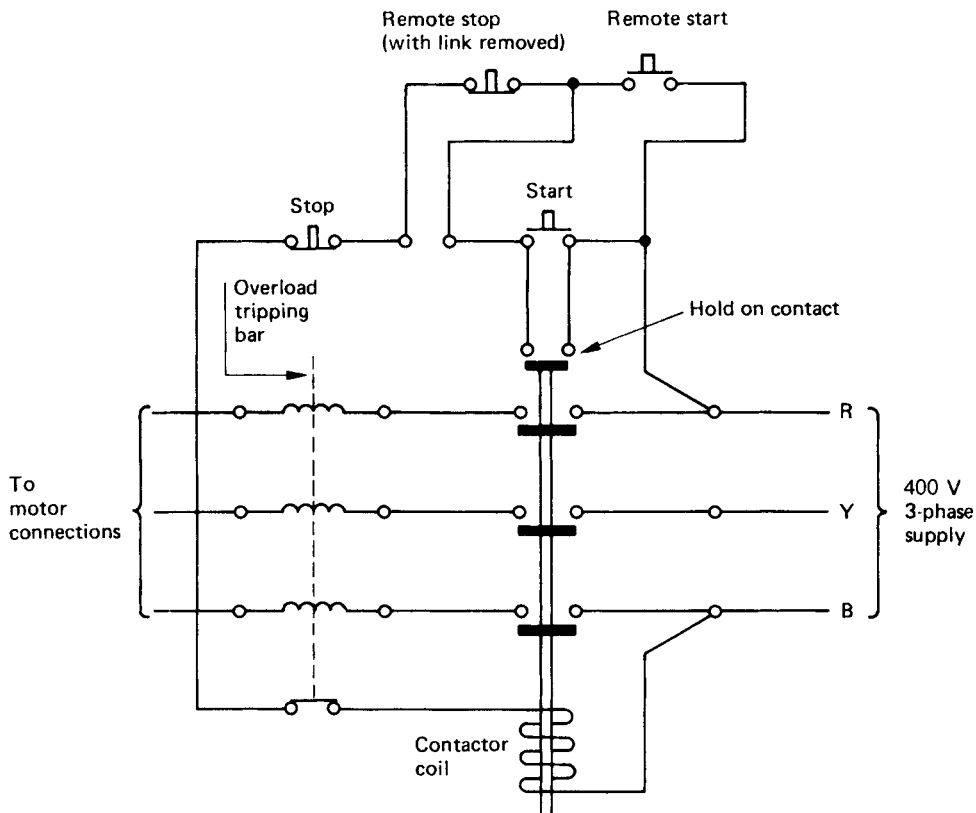 Remote stop
(with link removed)
Remote start
Stop
Start
Overload
tripping
bar
Hold on contact
R
To
motor
connections
Y
400 V
3-phase
supply
B
Contactor
coil